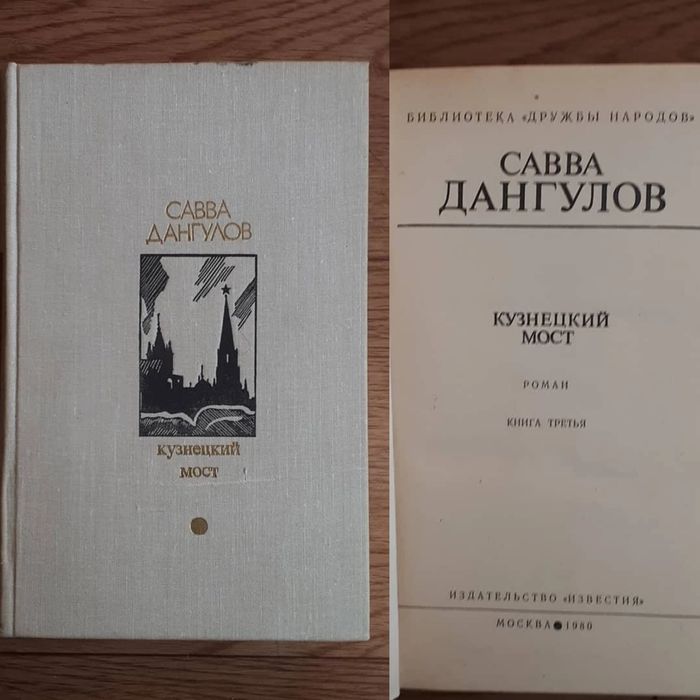 САВВА
ДАНГУЛОВ
кузнецкий
мост
БИБЛИОТЕКА «ДРУЖБЫ НАРОДОВ»
САВВА
ДАНГУЛОВ
КУЗНЕЦКИЙ
МОСТ
РОМАН
КНИГА ТРЕТЬЯ
ИЗДАТЕЛЬСТВО «ИЗВЕСТИЯ»
МОСКВА ● 1980